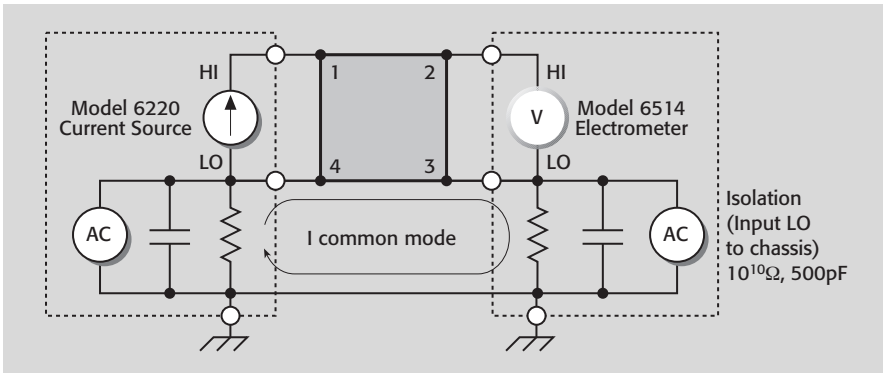 HI
1
2
HI
Model 6220
Current Source
V
Model 6514
Electrometer
LO
4
3
LO
AC
I common mode
AC
Isolation
(Input LO
to chassis)
10¹⁰Ω, 500pF